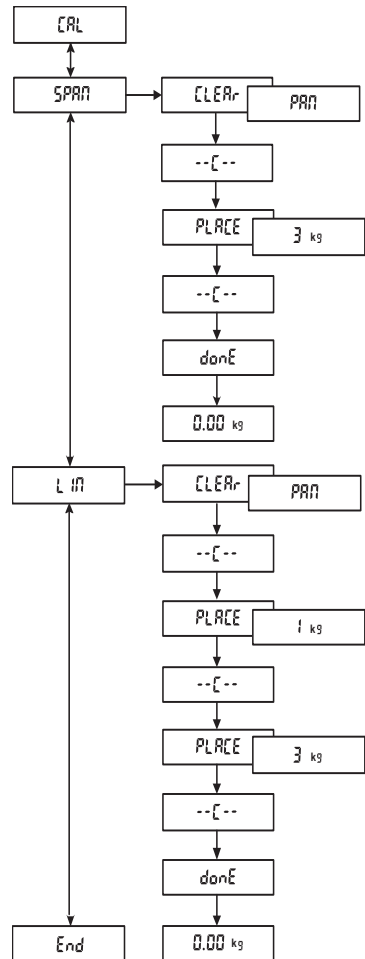 CAL
SPAN
CLEAr
PAN
--C--
PLACE
3 kg
--C--
donE
0.00 kg
LIN
CLEAr
PAN
--C--
PLACE
1 kg
--C--
PLACE
3 kg
--C--
donE
End
0.00 kg